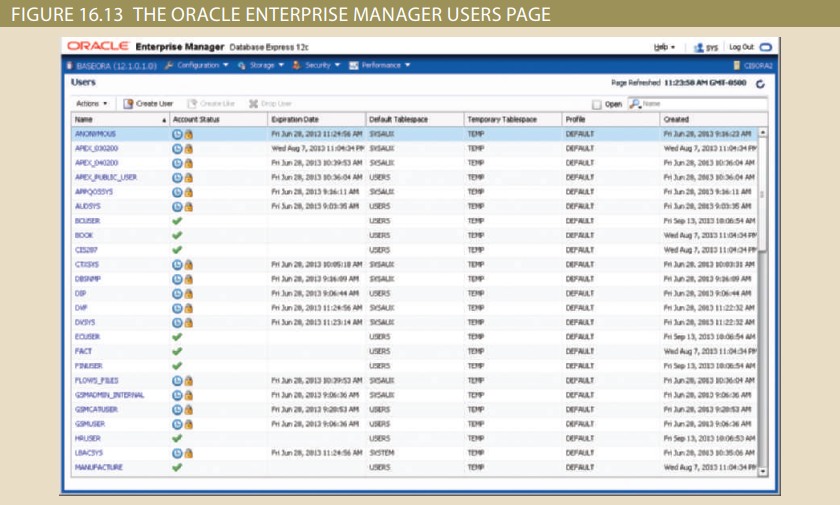 FIGURE 16.13 THE ORACLE ENTERPRISE MANAGER USERS PAGE
ORACLE Enterprise Manager Database Express 12c Help SYS Log Out
BASEORA (12.1.0.1.0) Configuration Storage Security Performance CISORA2
Users Page Refreshed 11:23:58 AM GMT-0500
Actions Create User Create Like Drop User Open Name
Name Account Status Expiration Date Default Tablespace Temporary Tablespace Profile Created
ANONYMOUS Fri Jun 28, 2013 11:24:56 AM SYSAUX TEMP DEFAULT Fri Jun 28, 2013 9:16:23 AM
APEX_030200 Wed Aug 7, 2013 11:04:34 PM SYSAUX TEMP DEFAULT Wed Aug 7, 2013 11:04:34 PM
APEX_040200 Fri Jun 28, 2013 10:39:53 AM SYSAUX TEMP DEFAULT Fri Jun 28, 2013 10:36:04 AM
APEX_PUBLIC_USER Fri Jun 28, 2013 10:36:04 AM USERS TEMP DEFAULT Fri Jun 28, 2013 10:36:04 AM
APPQOSSYS Fri Jun 28, 2013 9:16:11 AM SYSAUX TEMP DEFAULT Fri Jun 28, 2013 9:16:11 AM
AUDSYS Fri Jun 28, 2013 9:03:35 AM USERS TEMP DEFAULT Fri Jun 28, 2013 9:03:35 AM
BCUSER USERS TEMP DEFAULT Fri Sep 13, 2013 10:06:54 AM
BOOK USERS TEMP DEFAULT Wed Aug 7, 2013 11:04:34 PM
CIS287 USERS TEMP DEFAULT Wed Aug 7, 2013 11:04:34 PM
CTXSYS Fri Jun 28, 2013 10:05:18 AM SYSAUX TEMP DEFAULT Fri Jun 28, 2013 10:03:31 AM
DBSNMP Fri Jun 28, 2013 9:16:09 AM SYSAUX TEMP DEFAULT Fri Jun 28, 2013 9:16:09 AM
DIP Fri Jun 28, 2013 9:06:44 AM USERS TEMP DEFAULT Fri Jun 28, 2013 9:06:44 AM
DVF Fri Jun 28, 2013 11:24:56 AM SYSAUX TEMP DEFAULT Fri Jun 28, 2013 11:22:32 AM
DVSYS Fri Jun 28, 2013 11:23:14 AM SYSAUX TEMP DEFAULT Fri Jun 28, 2013 11:22:32 AM
ECUSER USERS TEMP DEFAULT Fri Sep 13, 2013 10:06:54 AM
FACT USERS TEMP DEFAULT Wed Aug 7, 2013 11:04:34 PM
FINUSER USERS TEMP DEFAULT Fri Sep 13, 2013 10:06:54 AM
FLOWS_FILES Fri Jun 28, 2013 10:39:53 AM SYSAUX TEMP DEFAULT Fri Jun 28, 2013 10:36:04 AM
GSMADMIN_INTERNAL Fri Jun 28, 2013 9:06:36 AM SYSAUX TEMP DEFAULT Fri Jun 28, 2013 9:06:36 AM
GSMCATUSER Fri Jun 28, 2013 9:20:53 AM USERS TEMP DEFAULT Fri Jun 28, 2013 9:20:53 AM
GSMUSER Fri Jun 28, 2013 9:06:36 AM USERS TEMP DEFAULT Fri Jun 28, 2013 9:06:36 AM
HRUSER USERS TEMP DEFAULT Fri Sep 13, 2013 10:06:53 AM
LBACSYS Fri Jun 28, 2013 11:24:56 AM SYSTEM TEMP DEFAULT Fri Jun 28, 2013 10:35:06 AM
MANUFACTURE USERS TEMP DEFAULT Wed Aug 7, 2013 11:04:34 PM